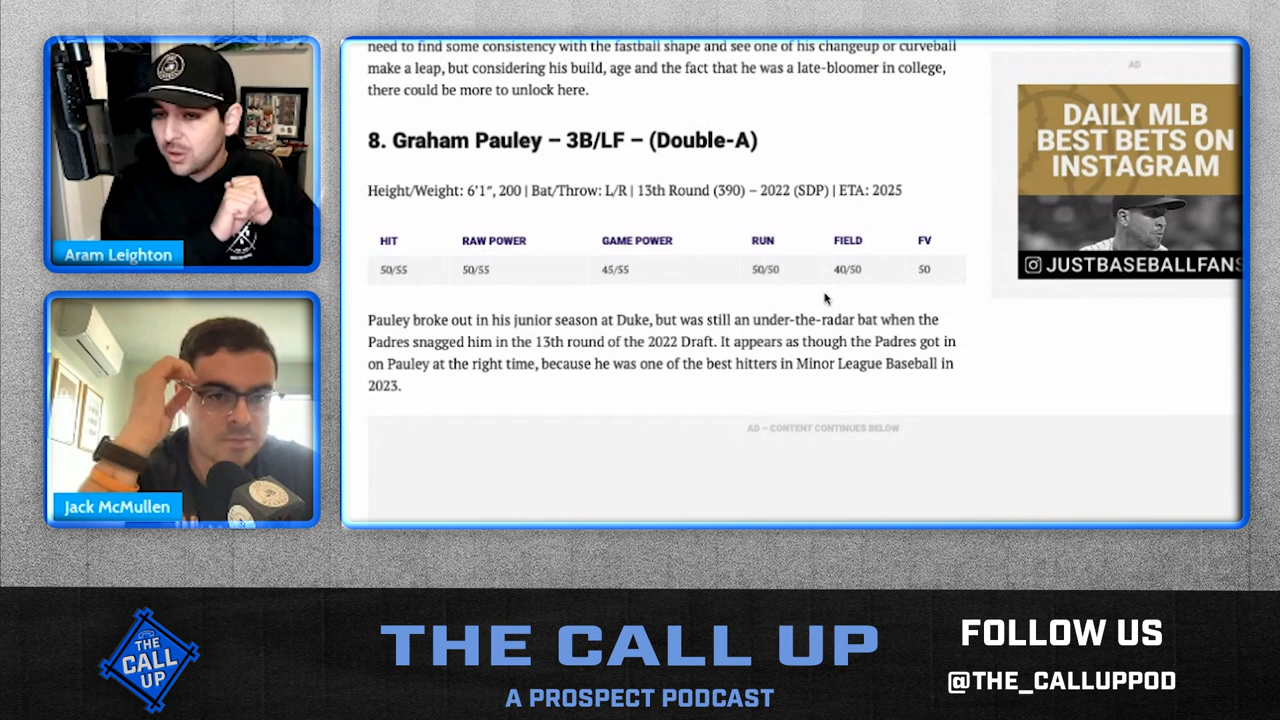 Aram Leighton
Jack McMullen
need to find some consistency with the fastball shape and see one of his changeup or curveball
make a leap, but considering his build, age and the fact that he was a late-bloomer in college,
there could be more to unlock here.
8. Graham Pauley – 3B/LF – (Double-A)
Height/Weight: 6'1", 200 | Bat/Throw: L/R | 13th Round (390) – 2022 (SDP) | ETA: 2025
HIT RAW POWER GAME POWER RUN FIELD FV
50/55 50/55 45/55 50/50 40/50 50
Pauley broke out in his junior season at Duke, but was still an under-the-radar bat when the
Padres snagged him in the 13th round of the 2022 Draft. It appears as though the Padres got in
on Pauley at the right time, because he was one of the best hitters in Minor League Baseball in
2023.
AD – CONTENT CONTINUES BELOW
AD
DAILY MLB
BEST BETS ON
INSTAGRAM
JUSTBASEBALLFANS
THE
CALL
UP
THE CALL UP
A PROSPECT PODCAST
FOLLOW US
@THE_CALLUPPOD